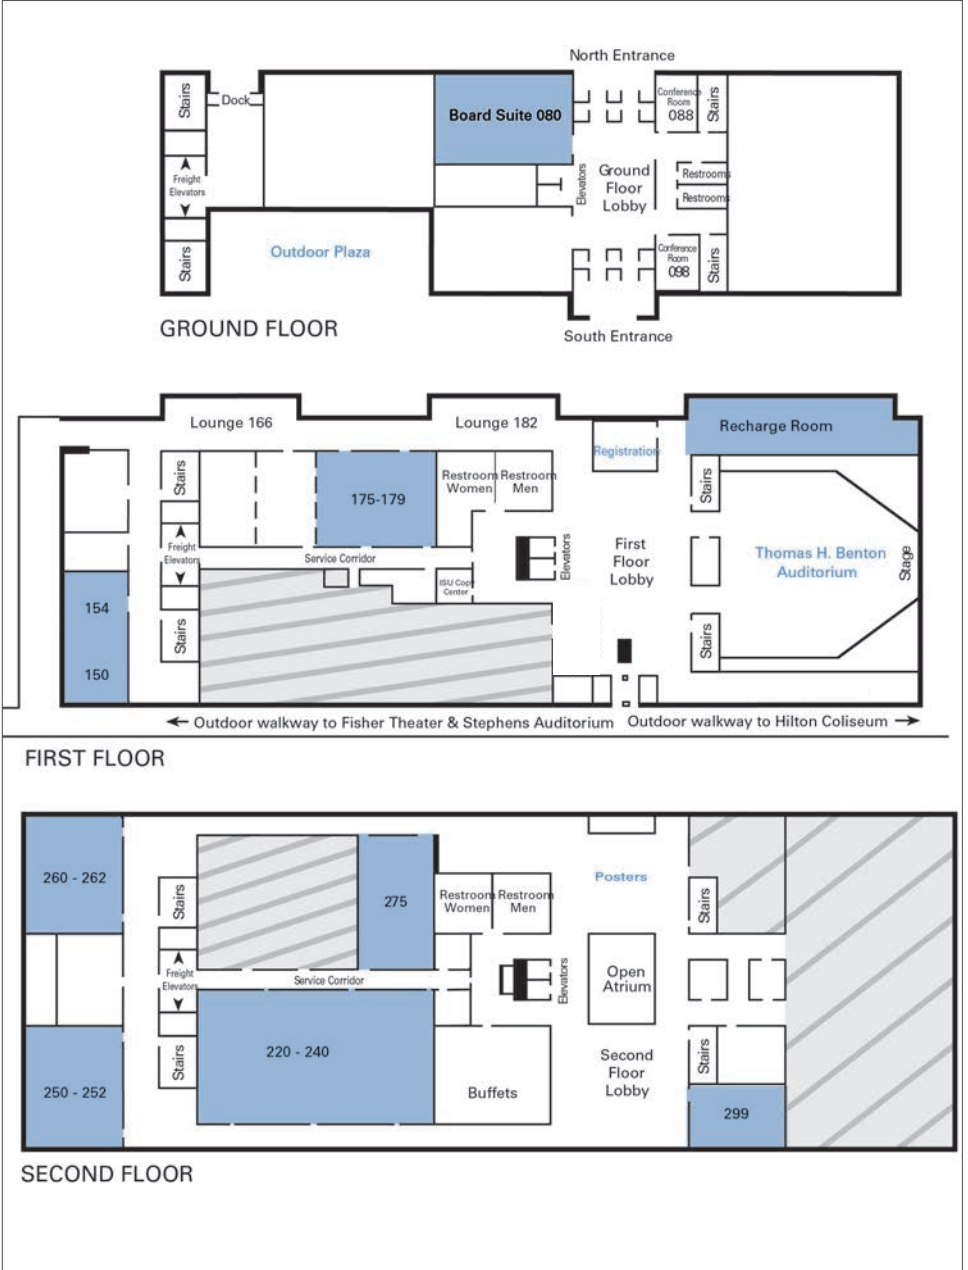 North Entrance
Stairs
Dock
Board Suite 080
Conference
Room
088
Stairs
Freight
Elevators
Elevators
Ground
Floor
Lobby
Restrooms
Restrooms
Stairs
Outdoor Plaza
Conference
Room
098
Stairs
GROUND FLOOR
South Entrance
Lounge 166
Lounge 182
Recharge Room
Registration
Stairs
175-179
Restroom
Women
Restroom
Men
Stairs
Freight
Elevators
Service Corridor
Elevators
First
Floor
Lobby
Thomas H. Benton
Auditorium
Stage
ISU Copy
Center
154
Stairs
Stairs
150
Outdoor walkway to Fisher Theater & Stephens Auditorium
Outdoor walkway to Hilton Coliseum
FIRST FLOOR
260 - 262
Stairs
275
Restroom
Women
Restroom
Men
Posters
Stairs
Freight
Elevators
Service Corridor
Elevators
Open
Atrium
220 - 240
Stairs
Second
Floor
Lobby
Stairs
250 - 252
Buffets
299
SECOND FLOOR